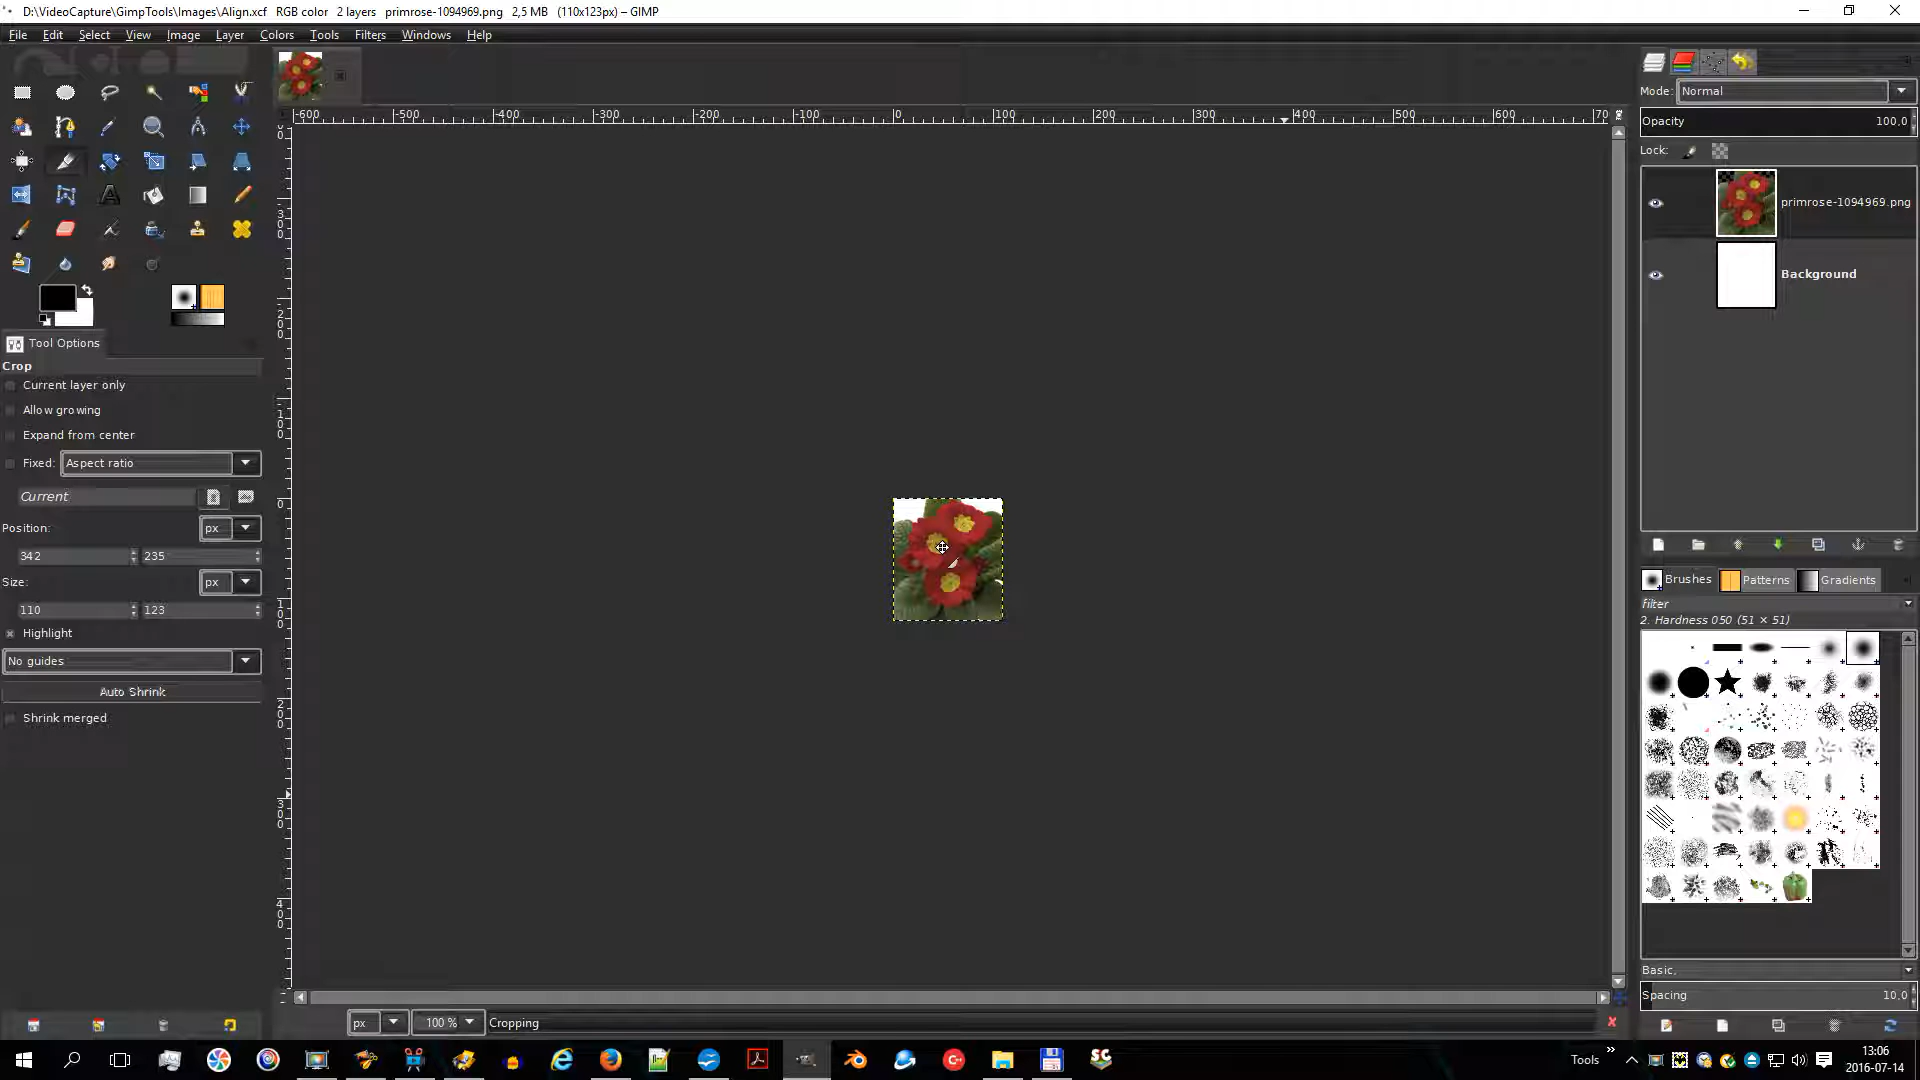 D:\VideoCapture\GimpTools\Images\Align.xcf   RGB color   2 layers   primrose-1094969.png   2,5 MB   (110x123px) – GIMP
File Edit Select View Image Layer Colors Tools Filters Windows Help
-600 -500 -400 -300 -200 -100 0 100 200 300 400 500 600 70
Mode: Normal
Opacity 100,0
Lock:
primrose-1094969.png
Background
Tool Options
Crop
Current layer only
Allow growing
Expand from center
Fixed: Aspect ratio
Current
Position: px
342 235
Size: px
110 123
Highlight
No guides
Auto Shrink
Shrink merged
Brushes Patterns Gradients
filter
2. Hardness 050 (51 × 51)
Basic,
Spacing 10,0
px 100 % Cropping
Tools
13:06
2016-07-14